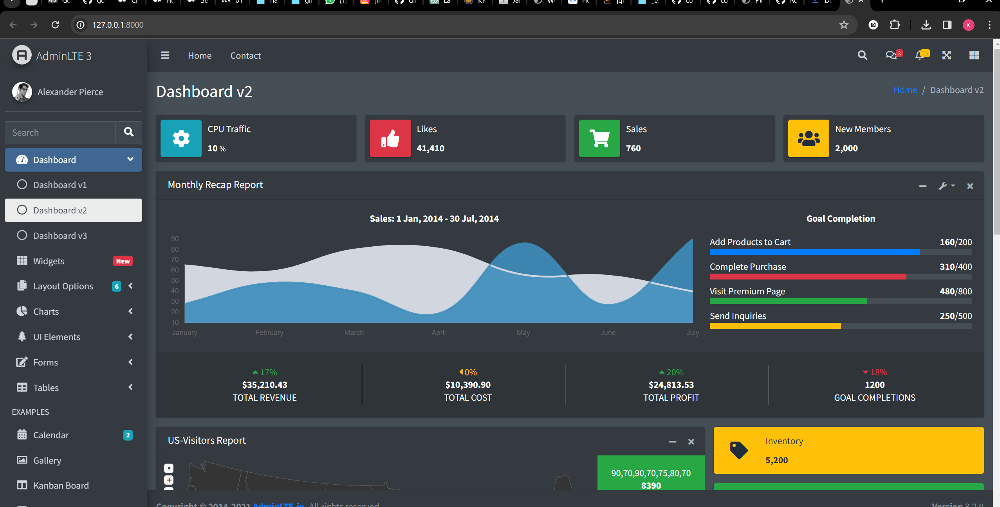 127.0.0.1:8000
AdminLTE 3
Home
Contact
3
15
Alexander Pierce
Search
Dashboard
Dashboard v1
Dashboard v2
Dashboard v3
Widgets
New
Layout Options
6
Charts
UI Elements
Forms
Tables
EXAMPLES
Calendar
2
Gallery
Kanban Board
Dashboard v2
Home / Dashboard v2
CPU Traffic
10 %
Likes
41,410
Sales
760
New Members
2,000
Monthly Recap Report
Sales: 1 Jan, 2014 - 30 Jul, 2014
90
80
70
60
50
40
30
20
10
January February March April May June July
Goal Completion
Add Products to Cart 160/200
Complete Purchase 310/400
Visit Premium Page 480/800
Send Inquiries 250/500
17%
$35,210.43
TOTAL REVENUE
0%
$10,390.90
TOTAL COST
20%
$24,813.53
TOTAL PROFIT
18%
1200
GOAL COMPLETIONS
US-Visitors Report
90,70,90,70,75,80,70
8390
Inventory
5,200
Copyright © 2014-2021 AdminLTE.io. All rights reserved.
Version 3.2.0
K